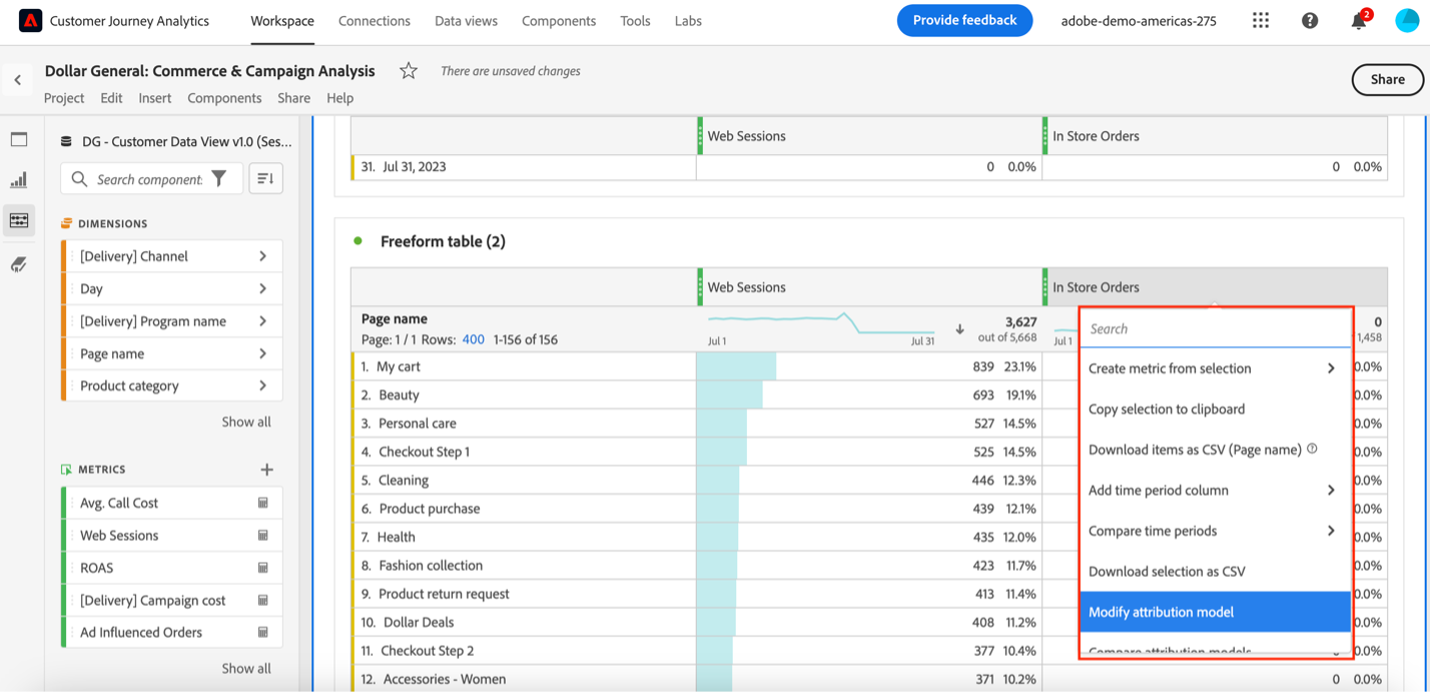 Customer Journey Analytics Workspace Connections Data views Components Tools Labs Provide feedback adobe-demo-americas-275 2
Dollar General: Commerce & Campaign Analysis There are unsaved changes
Share
Project Edit Insert Components Share Help
DG - Customer Data View v1.0 (Ses...
Search component:
DIMENSIONS
[Delivery] Channel
Day
[Delivery] Program name
Page name
Product category
Show all
METRICS
Avg. Call Cost
Web Sessions
ROAS
[Delivery] Campaign cost
Ad Influenced Orders
Show all
Web Sessions In Store Orders
31. Jul 31, 2023 0 0.0% 0 0.0%
Freeform table (2)
Web Sessions In Store Orders
Page name
Page: 1 / 1 Rows: 400 1-156 of 156
Jul 1 Jul 31
3,627
out of 5,668
Jul 1
0
1,458
1. My cart 839 23.1% 0.0%
2. Beauty 693 19.1% 0.0%
3. Personal care 527 14.5% 0.0%
4. Checkout Step 1 525 14.5% 0.0%
5. Cleaning 446 12.3% 0.0%
6. Product purchase 439 12.1% 0.0%
7. Health 435 12.0% 0.0%
8. Fashion collection 423 11.7% 0.0%
9. Product return request 413 11.4% 0.0%
10. Dollar Deals 408 11.2% 0.0%
11. Checkout Step 2 377 10.4% 0.0%
12. Accessories - Women 371 10.2% 0 0.0%
Search
Create metric from selection
Copy selection to clipboard
Download items as CSV (Page name)
Add time period column
Compare time periods
Download selection as CSV
Modify attribution model
Compare attribution models